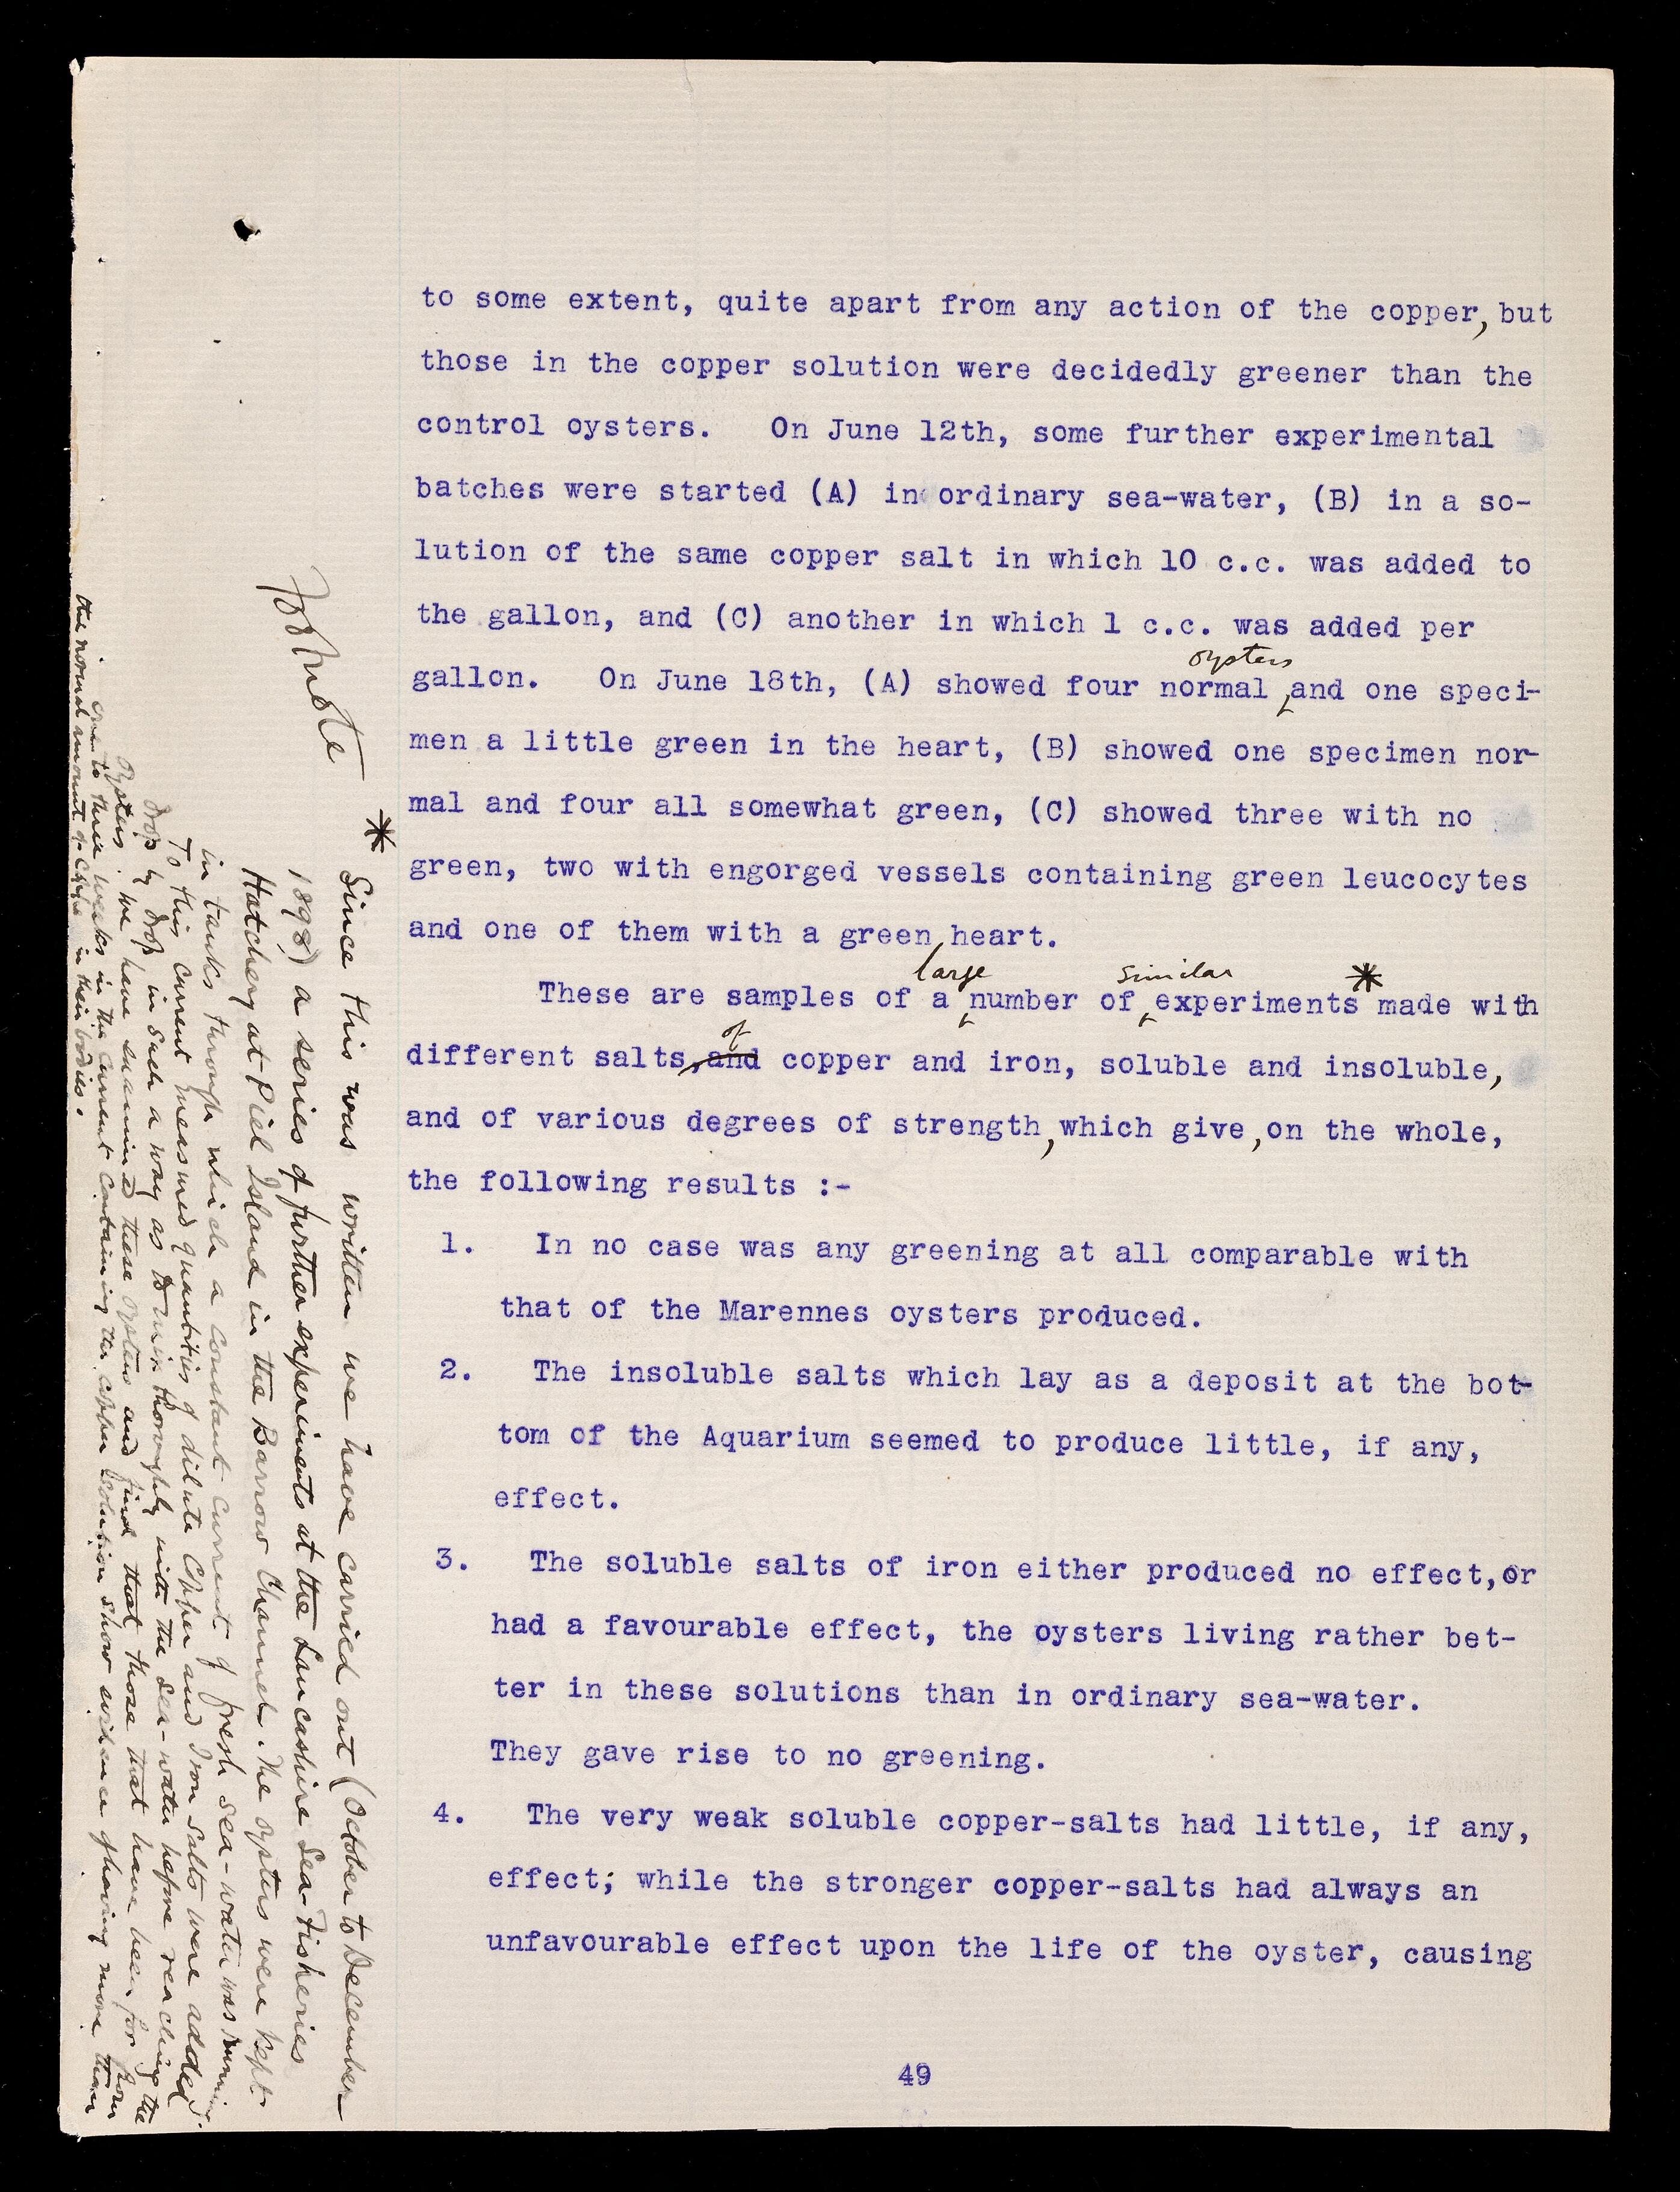 to some extent, quite apart from any action of the copper, but
those in the copper solution were decidedly greener than the
control oysters. On June 12th, some further experimental
batches were started (A) in ordinary sea-water, (B) in a so-
lution of the same copper salt in which 10 c.c. was added to
the gallon, and (C) another in which 1 c.c. was added per
oysters
gallon. On June 18th, (A) showed four normal and one speci-
men a little green in the heart, (B) showed one specimen nor-
mal and four all somewhat green, (C) showed three with no
green, two with engorged vessels containing green leucocytes
and one of them with a green heart.
large similar *
These are samples of a number of experiments made with
of
different salts, and copper and iron, soluble and insoluble,
and of various degrees of strength, which give, on the whole,
the following results :-
1. In no case was any greening at all comparable with
that of the Marennes oysters produced.
2. The insoluble salts which lay as a deposit at the bot-
tom of the Aquarium seemed to produce little, if any,
effect.
3. The soluble salts of iron either produced no effect, or
had a favourable effect, the oysters living rather bet-
ter in these solutions than in ordinary sea-water.
They gave rise to no greening.
4. The very weak soluble copper-salts had little, if any,
effect; while the stronger copper-salts had always an
unfavourable effect upon the life of the oyster, causing
49
footnote
* Since this was written we have carried out (October to December
1898) a series of further experiments at the Lancashire Sea-Fisheries
Hatchery at Piel Island in the Barrow Channel. The oysters were kept
in tanks through which a constant current of fresh sea-water was running.
To this current measured quantities of dilute Copper and Iron salts were added
drop by drop in such a way as to mix thoroughly with the sea-water before reaching the
oysters. We have examined these oysters and find that those that have been for from
one to three weeks in the current containing the copper solution show evidence of having more than
the normal amount of copper in their bodies.